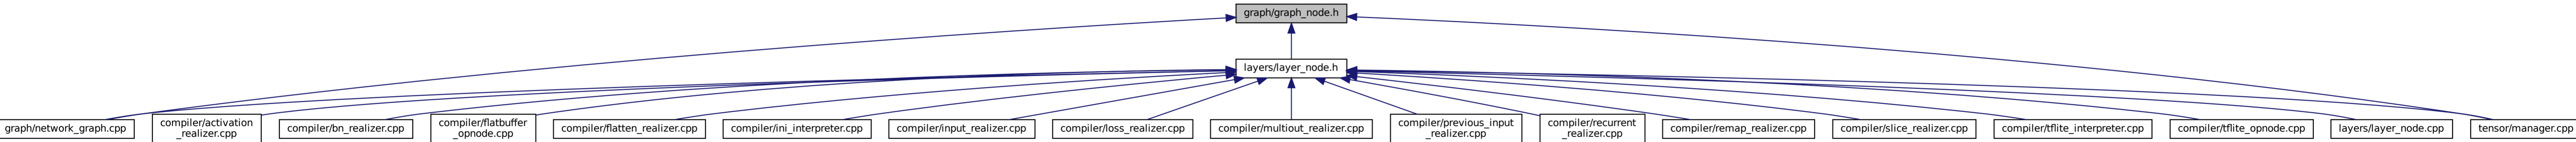 graph/graph_node.h
layers/layer_node.h
graph/network_graph.cpp
compiler/activation
_realizer.cpp
compiler/bn_realizer.cpp
compiler/flatbuffer
_opnode.cpp
compiler/flatten_realizer.cpp
compiler/ini_interpreter.cpp
compiler/input_realizer.cpp
compiler/loss_realizer.cpp
compiler/multiout_realizer.cpp
compiler/previous_input
_realizer.cpp
compiler/recurrent
_realizer.cpp
compiler/remap_realizer.cpp
compiler/slice_realizer.cpp
compiler/tflite_interpreter.cpp
compiler/tflite_opnode.cpp
layers/layer_node.cpp
tensor/manager.cpp